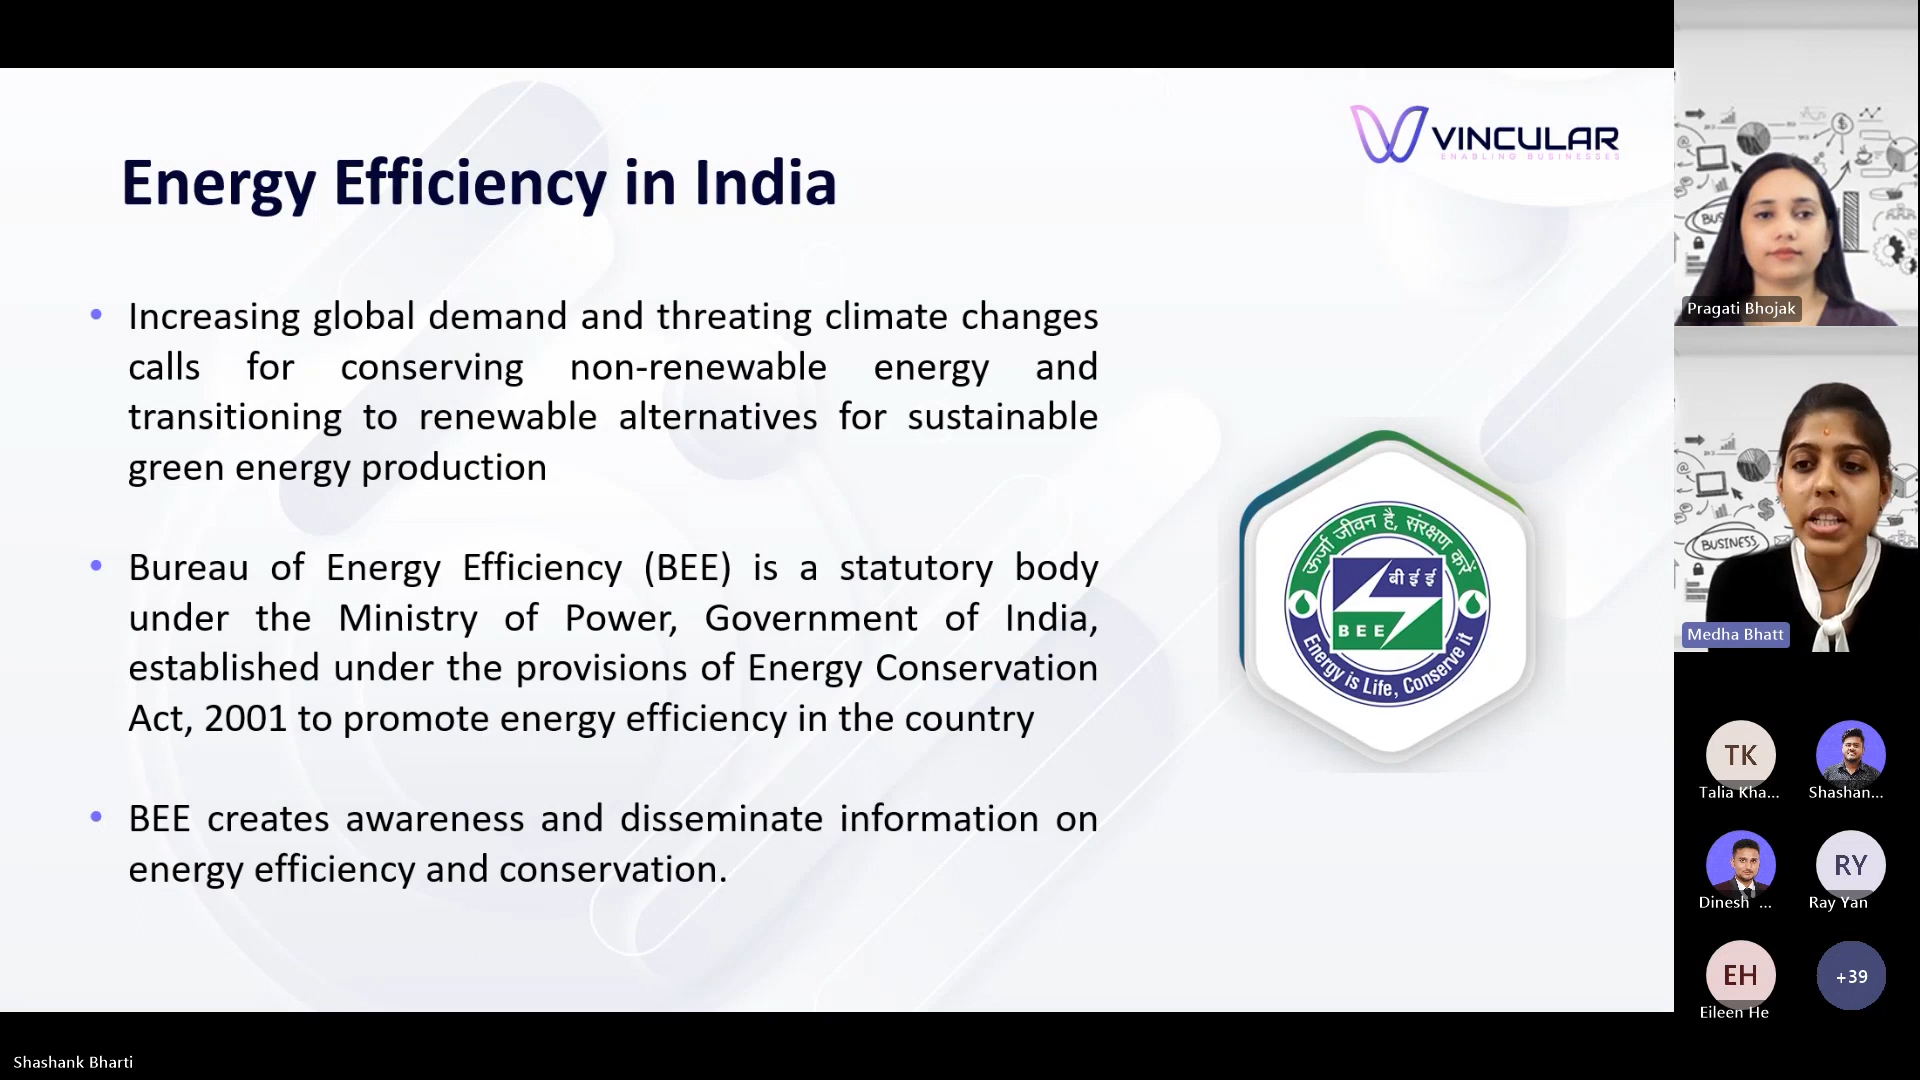 VINCULAR
ENABLING BUSINESSES
Energy Efficiency in India
• Increasing global demand and threating climate changes
calls for conserving non-renewable energy and
transitioning to renewable alternatives for sustainable
green energy production
• Bureau of Energy Efficiency (BEE) is a statutory body
under the Ministry of Power, Government of India,
established under the provisions of Energy Conservation
Act, 2001 to promote energy efficiency in the country
• BEE creates awareness and disseminate information on
energy efficiency and conservation.
ऊर्जा जीवन है, संरक्षण करें
बी ई ई
BEE
Energy is Life, Conserve it
Pragati Bhojak
BUSINESS
Medha Bhatt
TK
Talia Kha...
Shashan...
Dinesh ...
RY
Ray Yan
EH
Eileen He
+39
Shashank Bharti